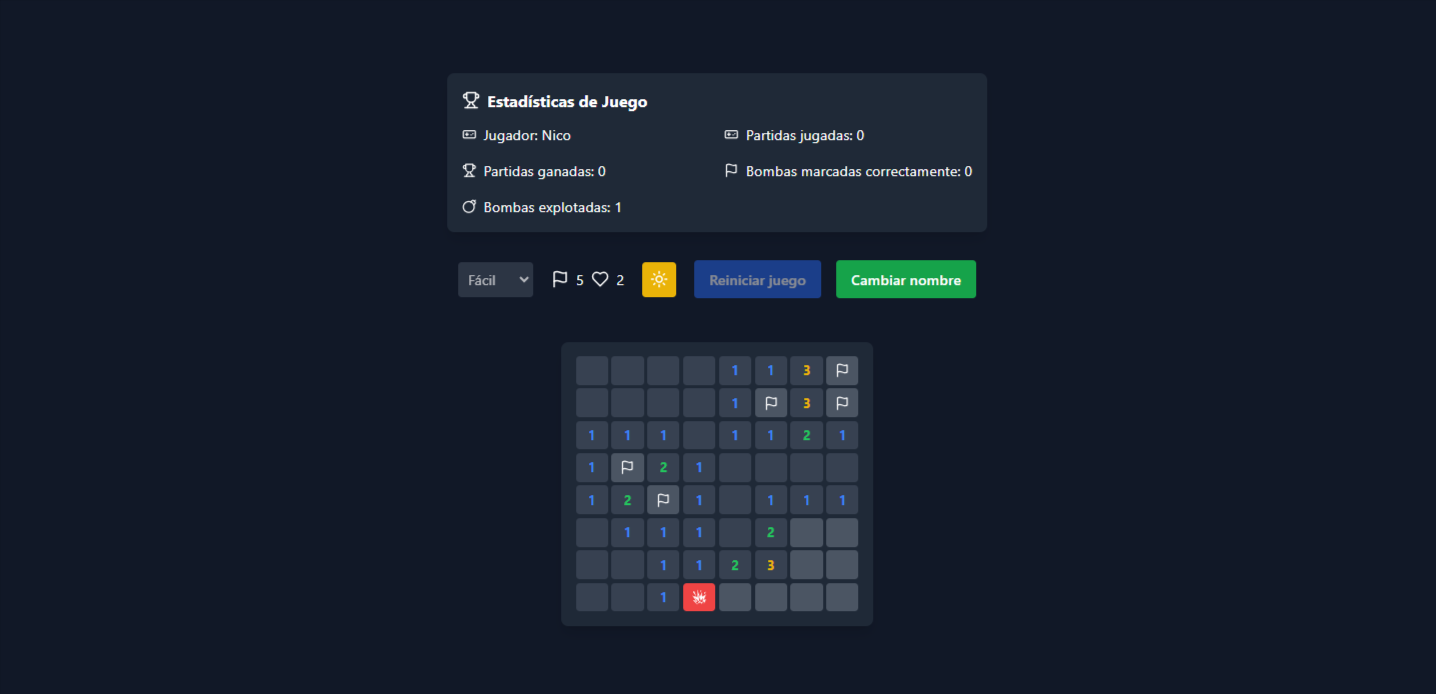 Estadísticas de Juego
Jugador: Nico Partidas jugadas: 0
Partidas ganadas: 0 Bombas marcadas correctamente: 0
Bombas explotadas: 1
Fácil 5 2 Reiniciar juego Cambiar nombre
1 1 3
1 3
1 1 1 1 1 2 1
1 2 1
1 2 1 1 1 1
1 1 1 2
1 1 2 3
1